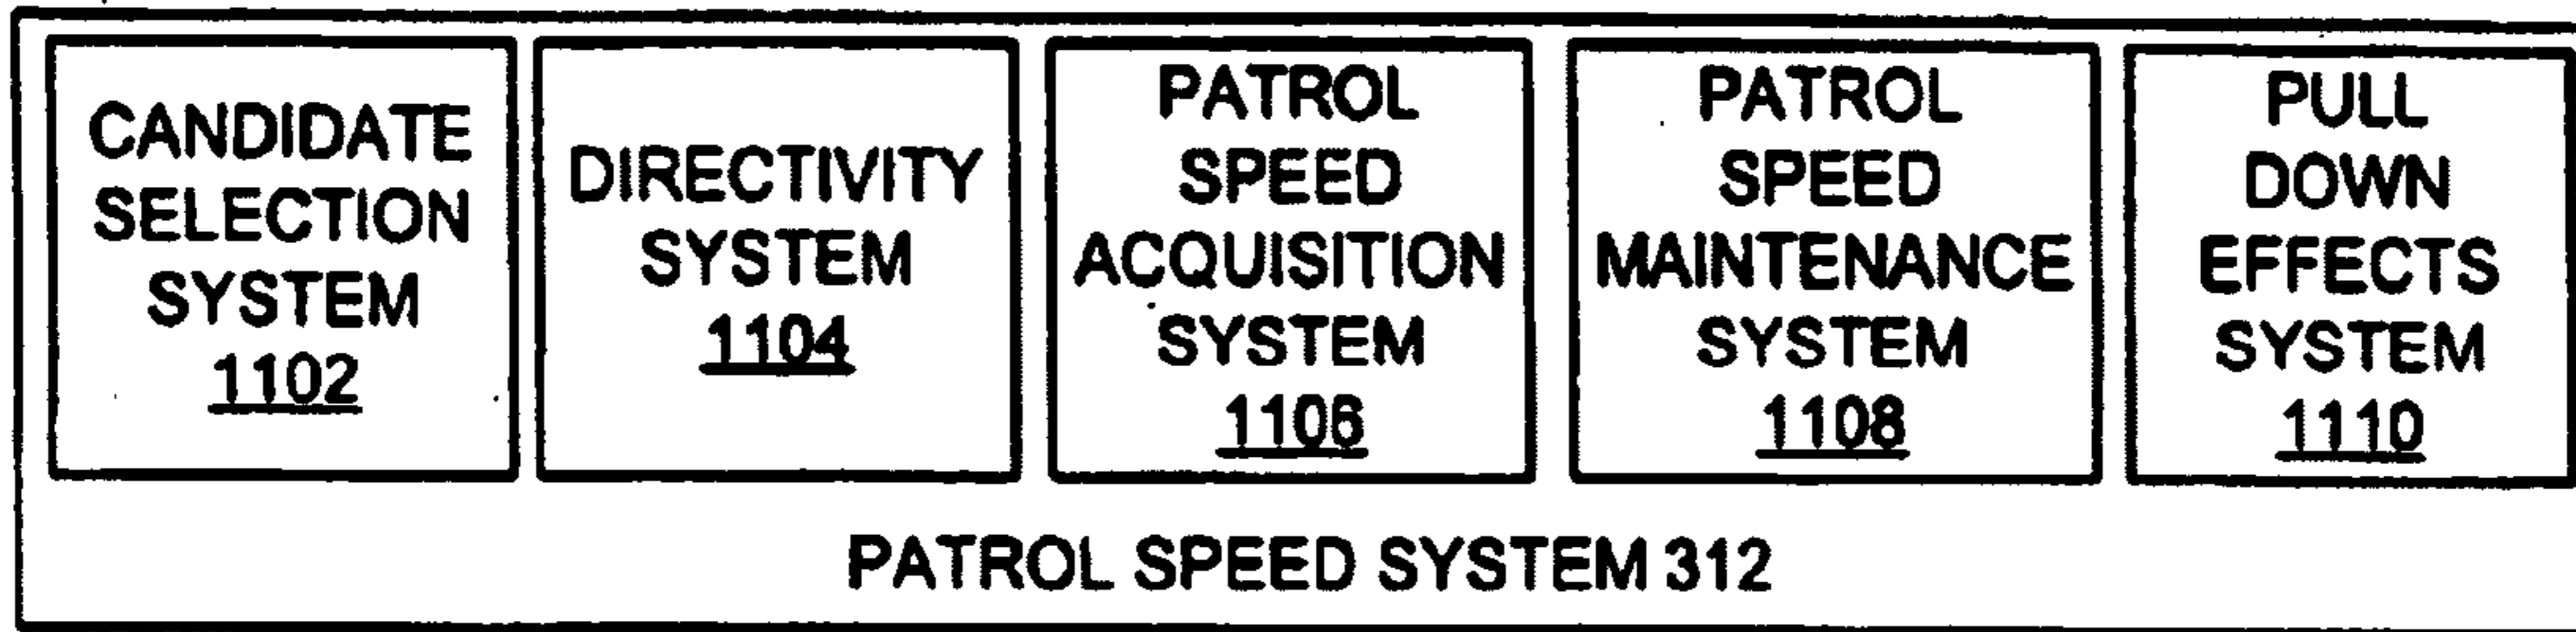 CANDIDATE
SELECTION
SYSTEM
1102
DIRECTIVITY
SYSTEM
1104
PATROL
SPEED
ACQUISITION
SYSTEM
1106
PATROL
SPEED
MAINTENANCE
SYSTEM
1108
PULL
DOWN
EFFECTS
SYSTEM
1110
PATROL SPEED SYSTEM 312